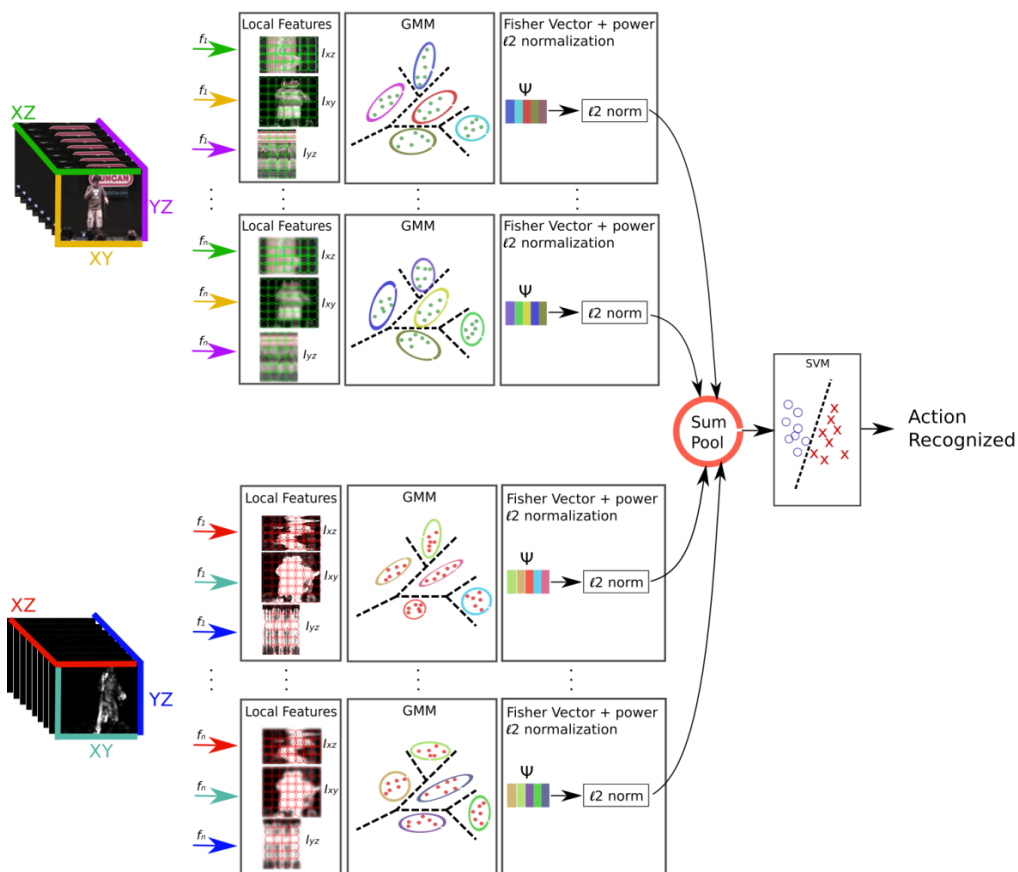 Local Features
GMM
Fisher Vector + power
ℓ2 normalization
f₁
Ixz
f₁
Ixy
f₁
Iyz
Ψ
ℓ2 norm
XZ
DUNCAN
YZ
XY
Local Features
GMM
Fisher Vector + power
ℓ2 normalization
fₙ
Ixz
fₙ
Ixy
fₙ
Iyz
Ψ
ℓ2 norm
Sum
Pool
SVM
Action
Recognized
Local Features
GMM
Fisher Vector + power
ℓ2 normalization
f₁
Ixz
f₁
Ixy
f₁
Iyz
Ψ
ℓ2 norm
XZ
YZ
XY
Local Features
GMM
Fisher Vector + power
ℓ2 normalization
fₙ
Ixz
fₙ
Ixy
fₙ
Iyz
Ψ
ℓ2 norm